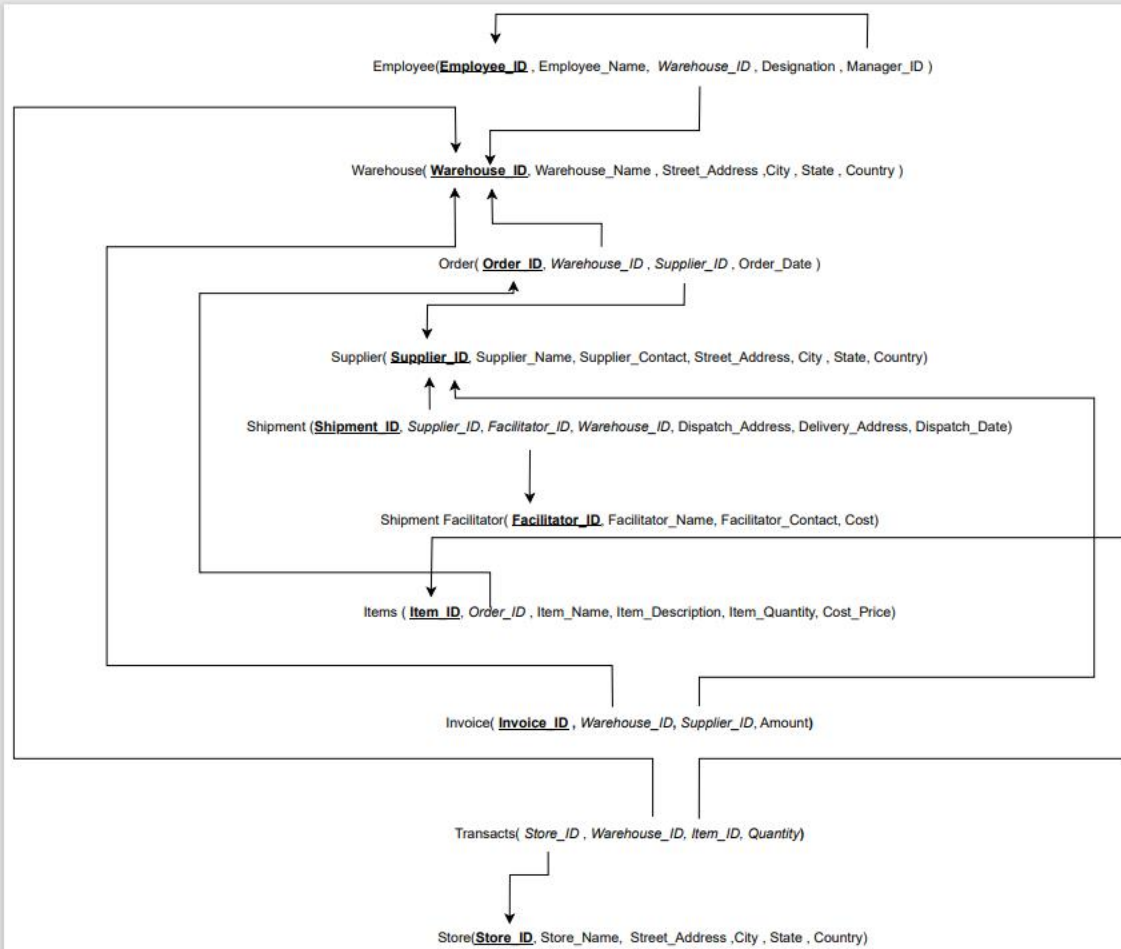 Employee(Employee_ID , Employee_Name, Warehouse_ID , Designation , Manager_ID )
Warehouse( Warehouse_ID, Warehouse_Name , Street_Address ,City , State , Country )
Order( Order_ID, Warehouse_ID , Supplier_ID , Order_Date )
Supplier( Supplier_ID, Supplier_Name, Supplier_Contact, Street_Address, City , State, Country)
Shipment (Shipment_ID, Supplier_ID, Facilitator_ID, Warehouse_ID, Dispatch_Address, Delivery_Address, Dispatch_Date)
Shipment Facilitator( Facilitator_ID, Facilitator_Name, Facilitator_Contact, Cost)
Items ( Item_ID, Order_ID , Item_Name, Item_Description, Item_Quantity, Cost_Price)
Invoice( Invoice_ID , Warehouse_ID, Supplier_ID, Amount)
Transacts( Store_ID , Warehouse_ID, Item_ID, Quantity)
Store(Store_ID, Store_Name, Street_Address ,City , State , Country)